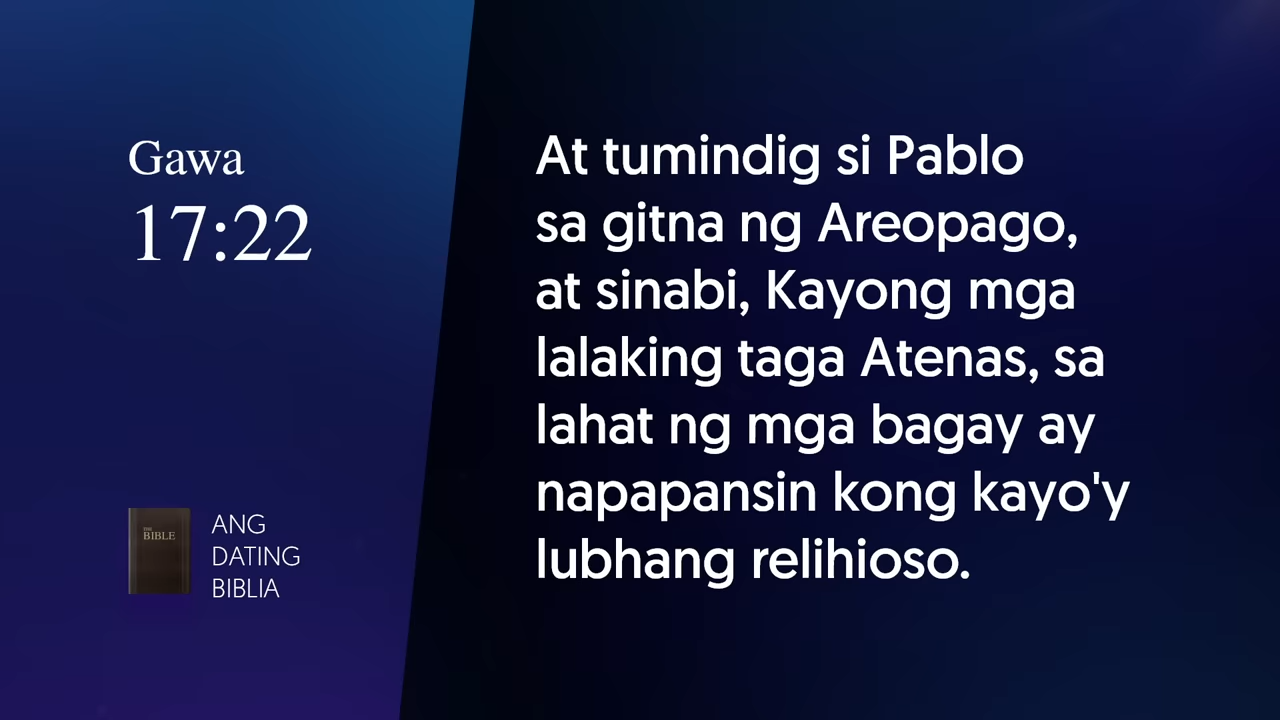 Gawa
17:22
At tumindig si Pablo
sa gitna ng Areopago,
at sinabi, Kayong mga
lalaking taga Atenas, sa
lahat ng mga bagay ay
napapansin kong kayo'y
lubhang relihioso.
THE
BIBLE
ANG
DATING
BIBLIA